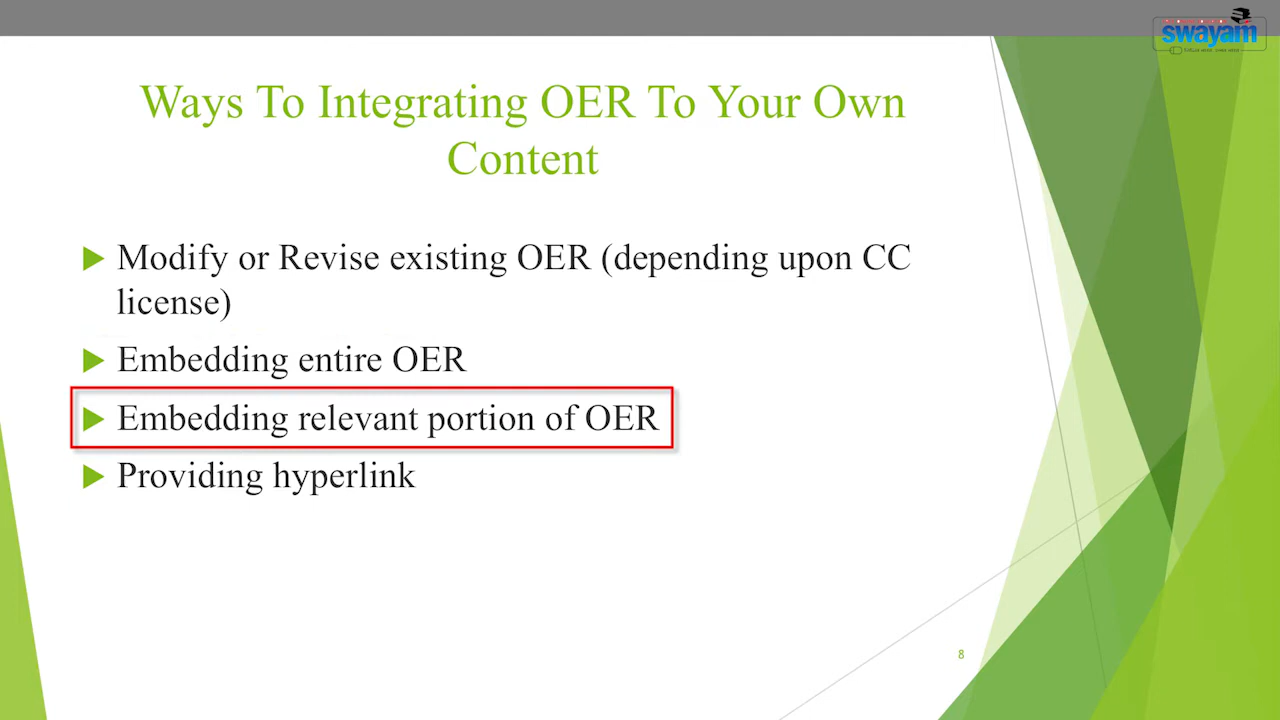 swayam
Ways To Integrating OER To Your Own
Content
Modify or Revise existing OER (depending upon CC
license)
Embedding entire OER
Embedding relevant portion of OER
Providing hyperlink
8